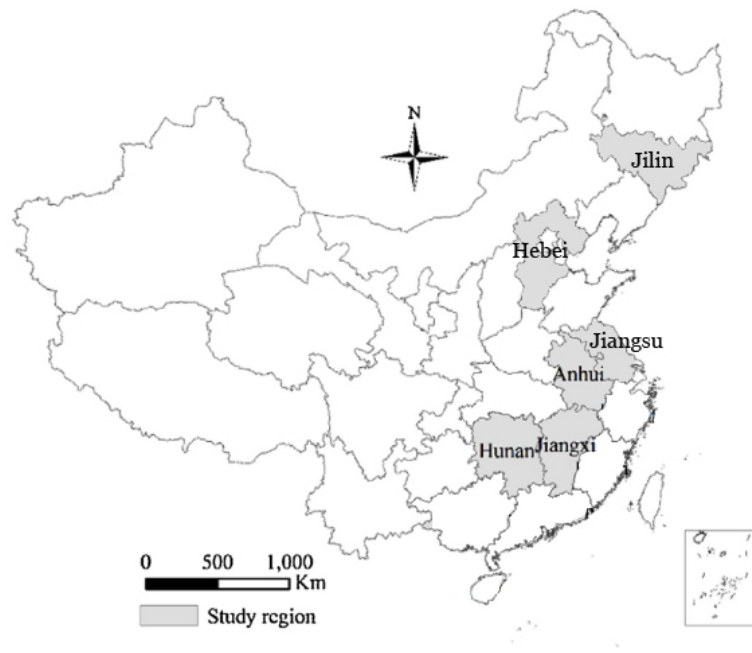 N
Jilin
Hebei
Jiangsu
Anhui
Hunan
Jiangxi
0 500 1,000
Km
Study region